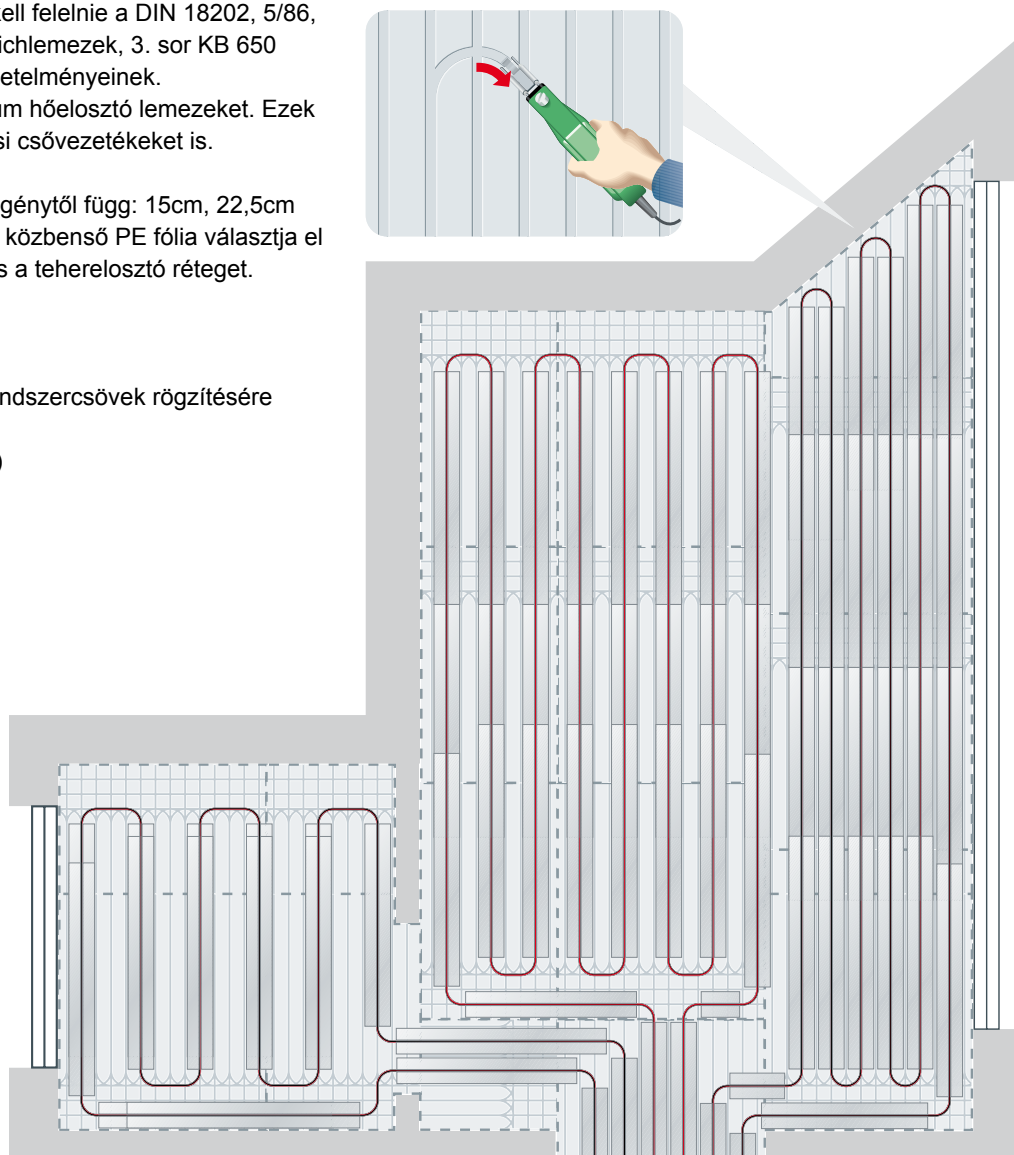 kell felelnie a DIN 18202, 5/86,
ichlemezek, 3. sor KB 650
etelményeinek.
um hőelosztó lemezeket. Ezek
si csővezetékeket is.
génytől függ: 15cm, 22,5cm
közbenső PE fólia választja el
s a teherelosztó réteget.
ndszercsövek rögzítésére
)